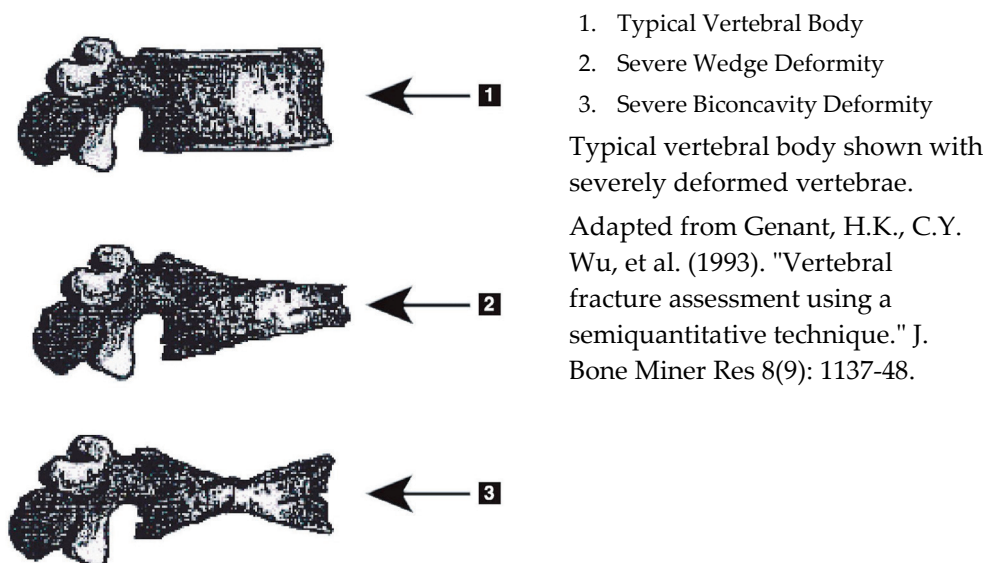 1
2
3
1. Typical Vertebral Body
2. Severe Wedge Deformity
3. Severe Biconcavity Deformity
Typical vertebral body shown with
severely deformed vertebrae.
Adapted from Genant, H.K., C.Y.
Wu, et al. (1993). "Vertebral
fracture assessment using a
semiquantitative technique." J.
Bone Miner Res 8(9): 1137-48.